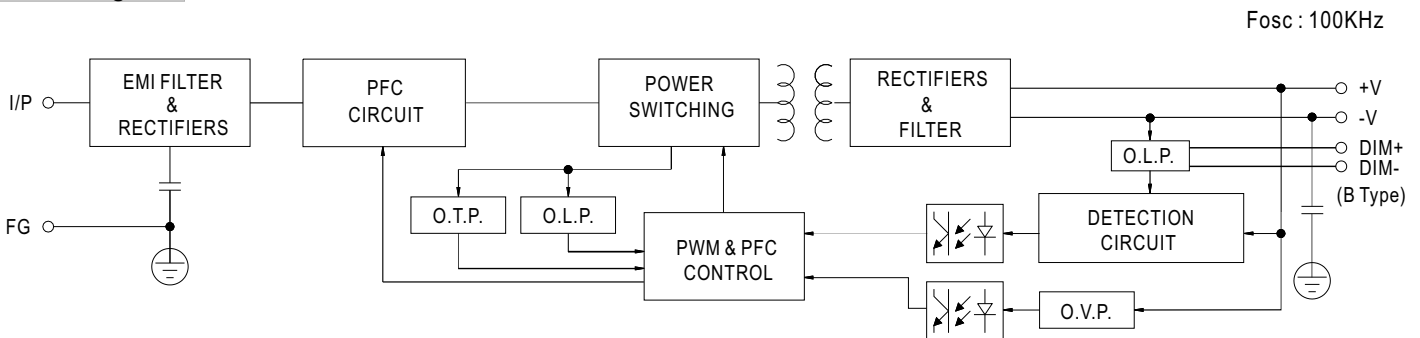 Fosc : 100KHz
I/P
EMI FILTER
&
RECTIFIERS
PFC
CIRCUIT
POWER
SWITCHING
RECTIFIERS
&
FILTER
+V
-V
O.L.P.
DIM+
DIM-
(B Type)
O.T.P.
O.L.P.
FG
PWM & PFC
CONTROL
DETECTION
CIRCUIT
O.V.P.